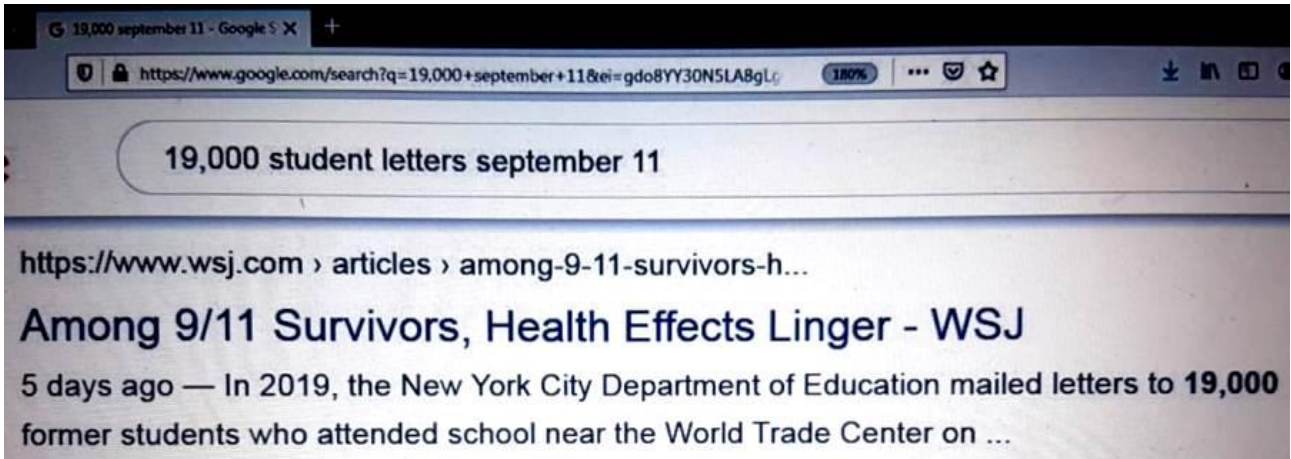 19,000 september 11 - Google S
https://www.google.com/search?q=19,000+september+11&ei=gdo8YY30N5LA8gLc
180%
19,000 student letters september 11
https://www.wsj.com › articles › among-9-11-survivors-h...
Among 9/11 Survivors, Health Effects Linger - WSJ
5 days ago — In 2019, the New York City Department of Education mailed letters to 19,000
former students who attended school near the World Trade Center on ...